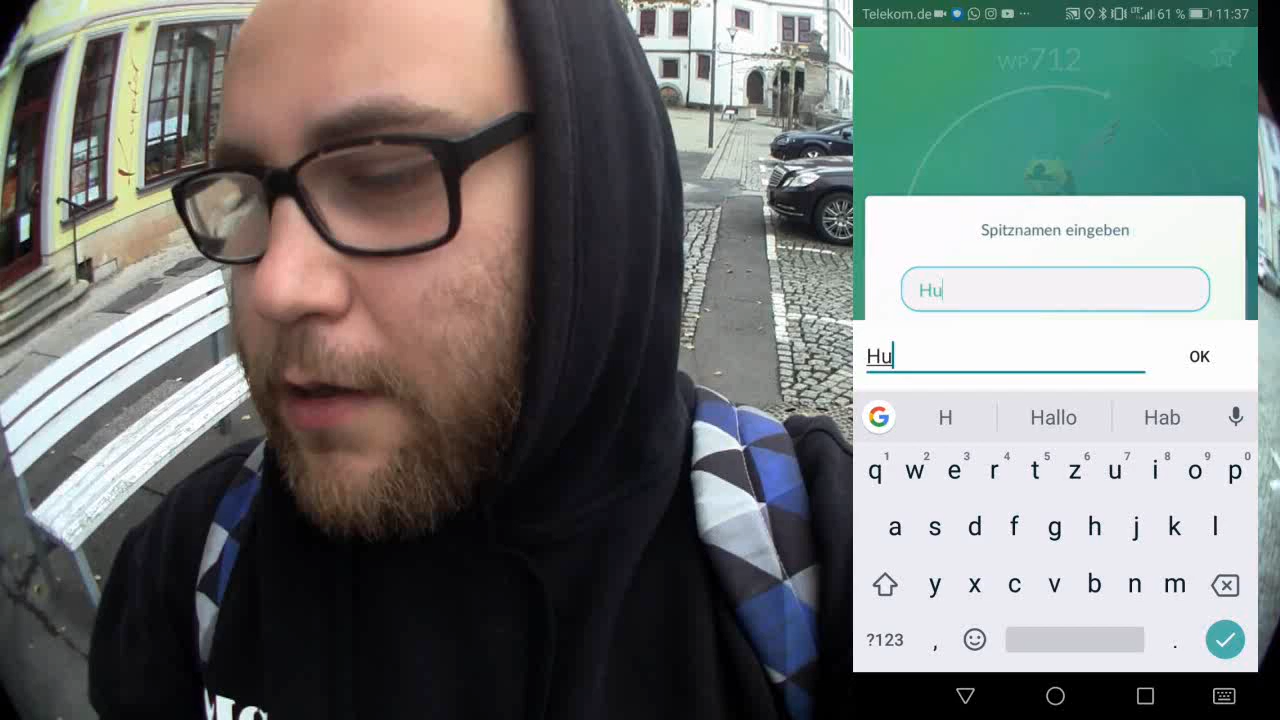 Telekom.de ... LTE 61 % 11:37
WP712
Spitznamen eingeben
Hu
Hu OK
G H Hallo Hab
1 2 3 4 5 6 7 8 9 0
q w e r t z u i o p
a s d f g h j k l
y x c v b n m
?123 , .